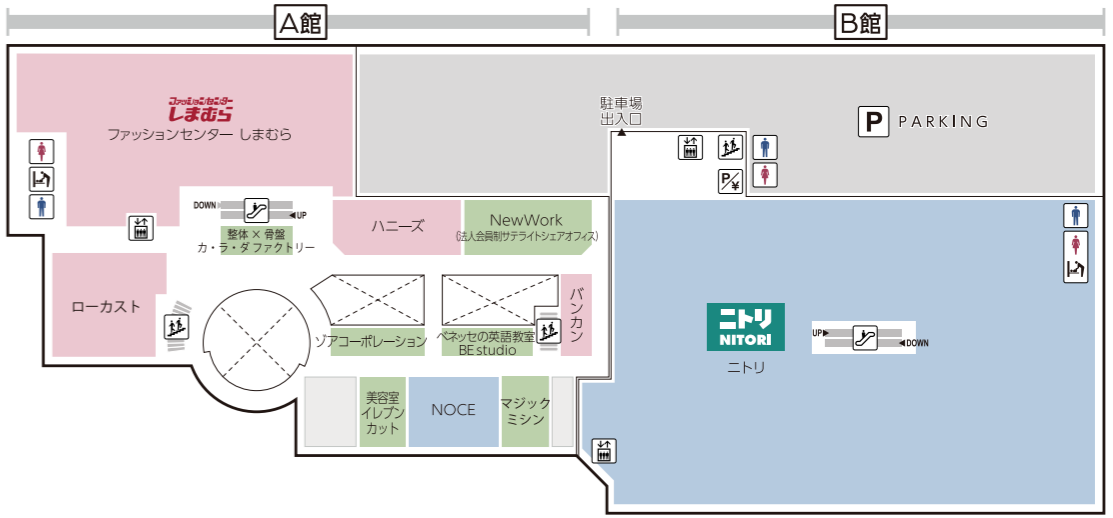 A館
B館
ファッションセンター
しまむら
ファッションセンター しまむら
駐車場
出入口
P PARKING
P/¥
DOWN
UP
整体 × 骨盤
カ・ラ・ダ ファクトリー
ハニーズ
NewWork
(法人会員制サテライトシェアオフィス)
ローカスト
ゾアコーポレーション
ベネッセの英語教室
BE studio
バンカン
ニトリ
NITORI
ニトリ
UP
DOWN
美容室
イレブン
カット
NOCE
マジック
ミシン